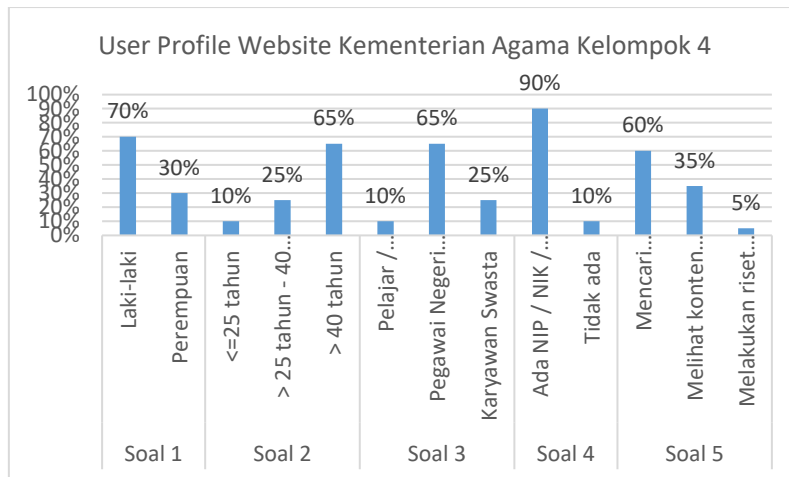 User Profile Website Kementerian Agama Kelompok 4
100%
90%
80%
70%
60%
50%
40%
30%
20%
10%
0%
70%
30%
10%
25%
65%
10%
65%
25%
90%
10%
60%
35%
5%
Laki-laki
Perempuan
<=25 tahun
> 25 tahun - 40…
> 40 tahun
Pelajar /…
Pegawai Negeri…
Karyawan Swasta
Ada NIP / NIK /…
Tidak ada
Mencari…
Melihat konten…
Melakukan riset…
Soal 1
Soal 2
Soal 3
Soal 4
Soal 5